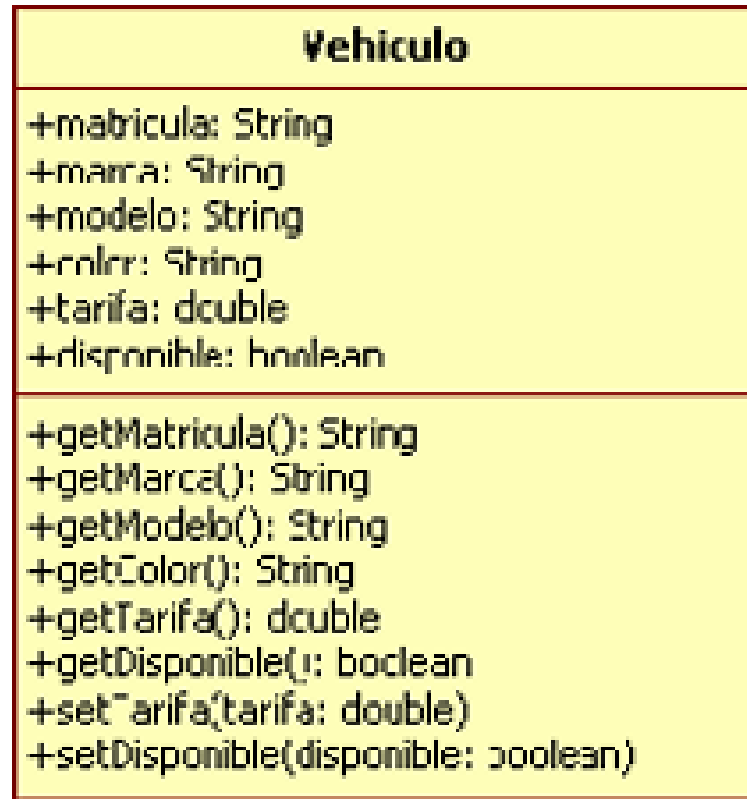 Vehiculo
+matricula: String
+marca: String
+modelo: String
+color: String
+tarifa: double
+disponible: boolean
+getMatricula(): String
+getMarca(): String
+getModelo(): String
+getColor(): String
+getTarifa(): double
+getDisponible(): boolean
+setTarifa(tarifa: double)
+setDisponible(disponible: boolean)